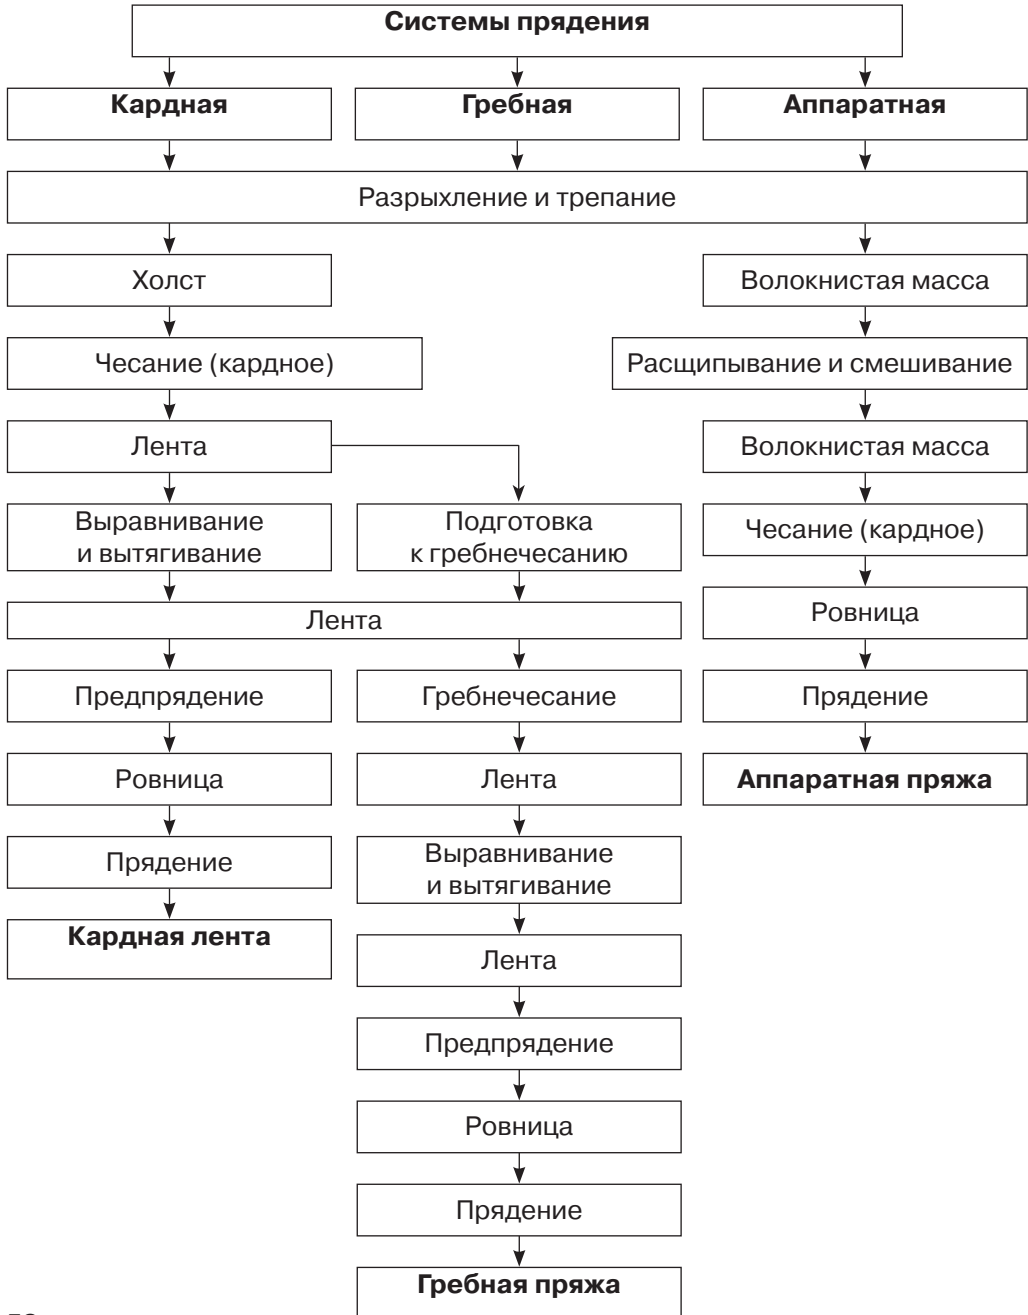 Системы прядения
Кардная
Гребная
Аппаратная
Разрыхление и трепание
Холст
Волокнистая масса
Чесание (кардное)
Расщипывание и смешивание
Лента
Волокнистая масса
Выравнивание
и вытягивание
Подготовка
к гребнечесанию
Чесание (кардное)
Лента
Ровница
Предпрядение
Гребнечесание
Прядение
Ровница
Лента
Аппаратная пряжа
Прядение
Выравнивание
и вытягивание
Кардная лента
Лента
Предпрядение
Ровница
Прядение
Гребная пряжа